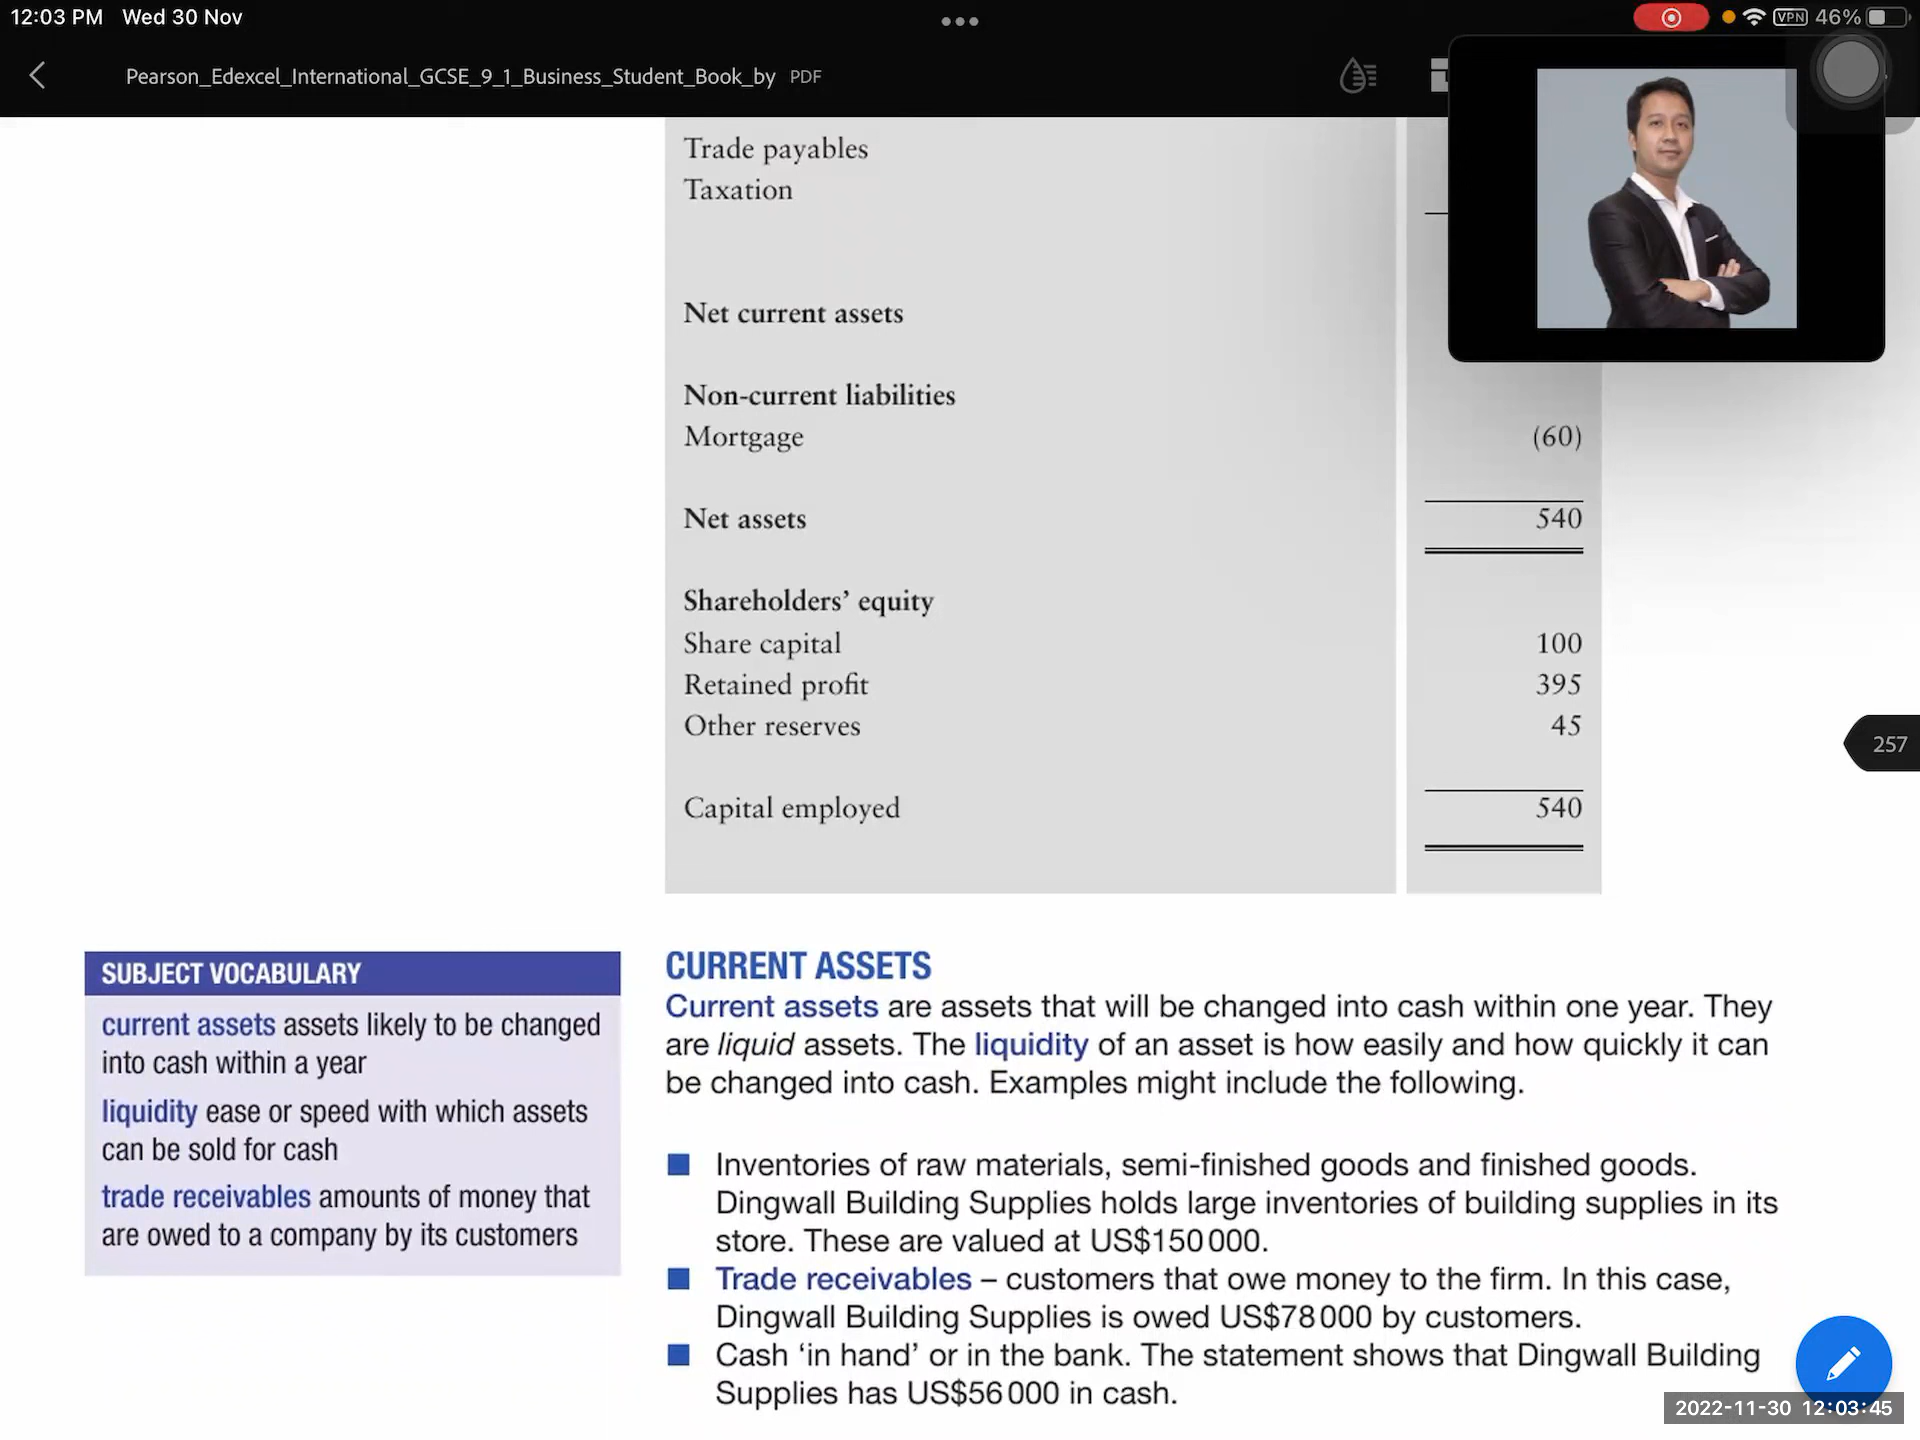 12:03 PM Wed 30 Nov
VPN 46%
Pearson_Edexcel_International_GCSE_9_1_Business_Student_Book_by PDF
Trade payables
Taxation
Net current assets
Non-current liabilities
Mortgage (60)
Net assets 540
Shareholders’ equity
Share capital 100
Retained profit 395
Other reserves 45
Capital employed 540
257
SUBJECT VOCABULARY
current assets assets likely to be changed
into cash within a year
liquidity ease or speed with which assets
can be sold for cash
trade receivables amounts of money that
are owed to a company by its customers
CURRENT ASSETS
Current assets are assets that will be changed into cash within one year. They
are liquid assets. The liquidity of an asset is how easily and how quickly it can
be changed into cash. Examples might include the following.
Inventories of raw materials, semi-finished goods and finished goods.
Dingwall Building Supplies holds large inventories of building supplies in its
store. These are valued at US$150 000.
Trade receivables – customers that owe money to the firm. In this case,
Dingwall Building Supplies is owed US$78 000 by customers.
Cash ‘in hand’ or in the bank. The statement shows that Dingwall Building
Supplies has US$56 000 in cash.
2022-11-30 12:03:45